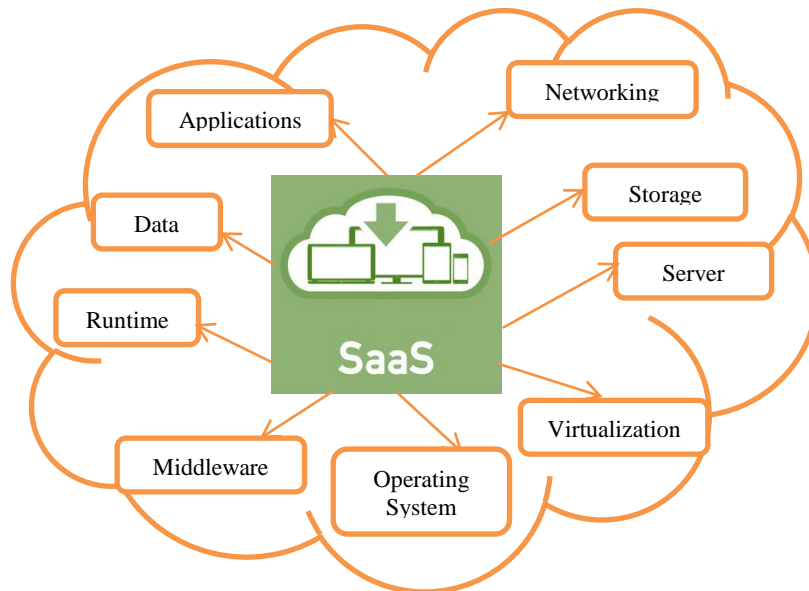 Networking
Applications
Storage
Data
Server
Runtime
SaaS
Virtualization
Middleware
Operating
System